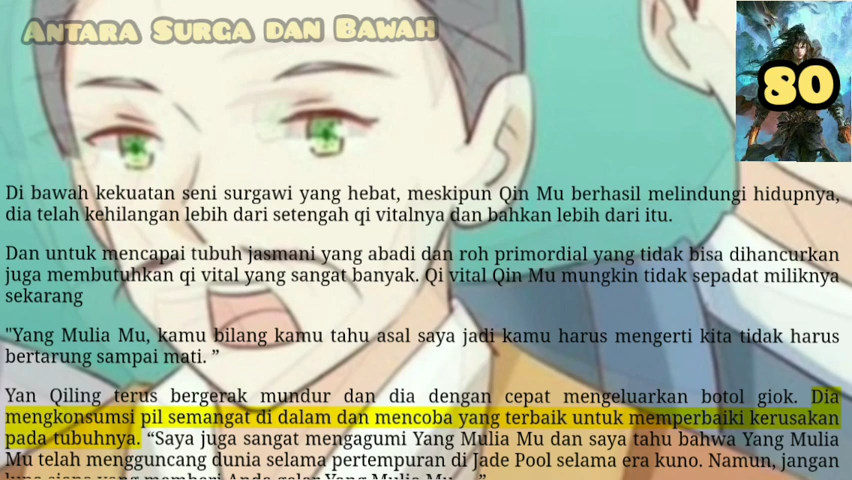 Antara Surga dan Bawah
80
Di bawah kekuatan seni surgawi yang hebat, meskipun Qin Mu berhasil melindungi hidupnya,
dia telah kehilangan lebih dari setengah qi vitalnya dan bahkan lebih dari itu.
Dan untuk mencapai tubuh jasmani yang abadi dan roh primordial yang tidak bisa dihancurkan
juga membutuhkan qi vital yang sangat banyak. Qi vital Qin Mu mungkin tidak sepadat miliknya
sekarang
"Yang Mulia Mu, kamu bilang kamu tahu asal saya jadi kamu harus mengerti kita tidak harus
bertarung sampai mati. ”
Yan Qiling terus bergerak mundur dan dia dengan cepat mengeluarkan botol giok. Dia
mengkonsumsi pil semangat di dalam dan mencoba yang terbaik untuk memperbaiki kerusakan
pada tubuhnya. “Saya juga sangat mengagumi Yang Mulia Mu dan saya tahu bahwa Yang Mulia
Mu telah mengguncang dunia selama pertempuran di Jade Pool selama era kuno. Namun, jangan